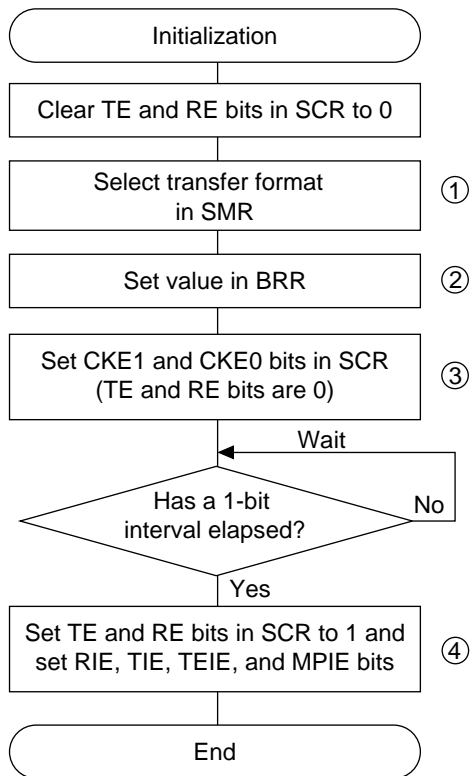 Initialization
Clear TE and RE bits in SCR to 0
Select transfer format
in SMR
①
Set value in BRR
②
Set CKE1 and CKE0 bits in SCR
(TE and RE bits are 0)
③
Wait
Has a 1-bit
interval elapsed?
No
Yes
Set TE and RE bits in SCR to 1 and
set RIE, TIE, TEIE, and MPIE bits
④
End